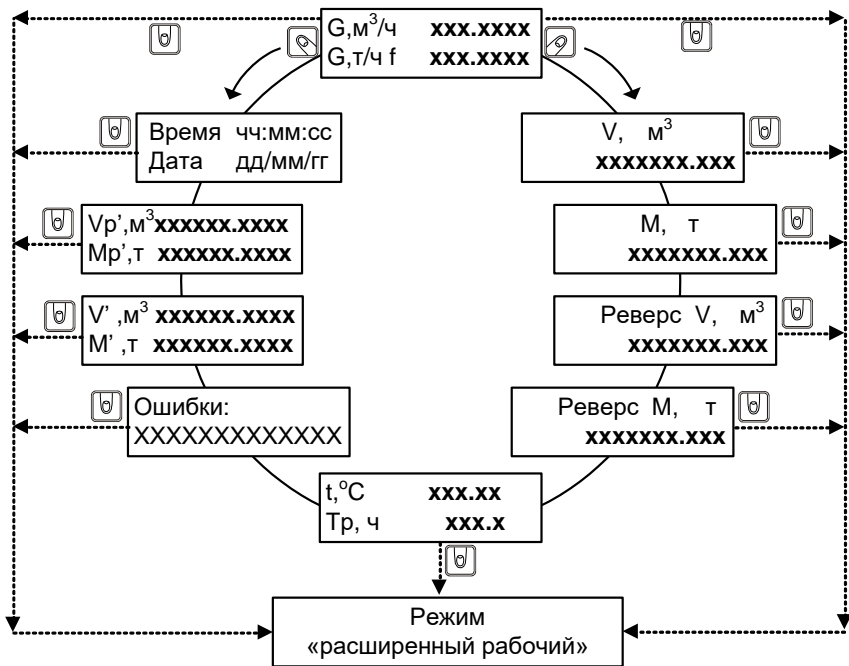 G,м³/ч xxx.xxxx
G,т/ч f xxx.xxxx
Время чч:мм:сс
Дата дд/мм/гг
V, м³
xxxxxxx.xxx
Vp',м³xxxxxx.xxxx
Mp',т xxxxxx.xxxx
M, т
xxxxxxx.xxx
V' ,м³ xxxxxx.xxxx
M' ,т xxxxxx.xxxx
Реверс V, м³
xxxxxxx.xxx
Ошибки:
XXXXXXXXXXXXX
Реверс M, т
xxxxxxx.xxx
t,°C xxx.xx
Tp, ч xxx.x
Режим
«расширенный рабочий»